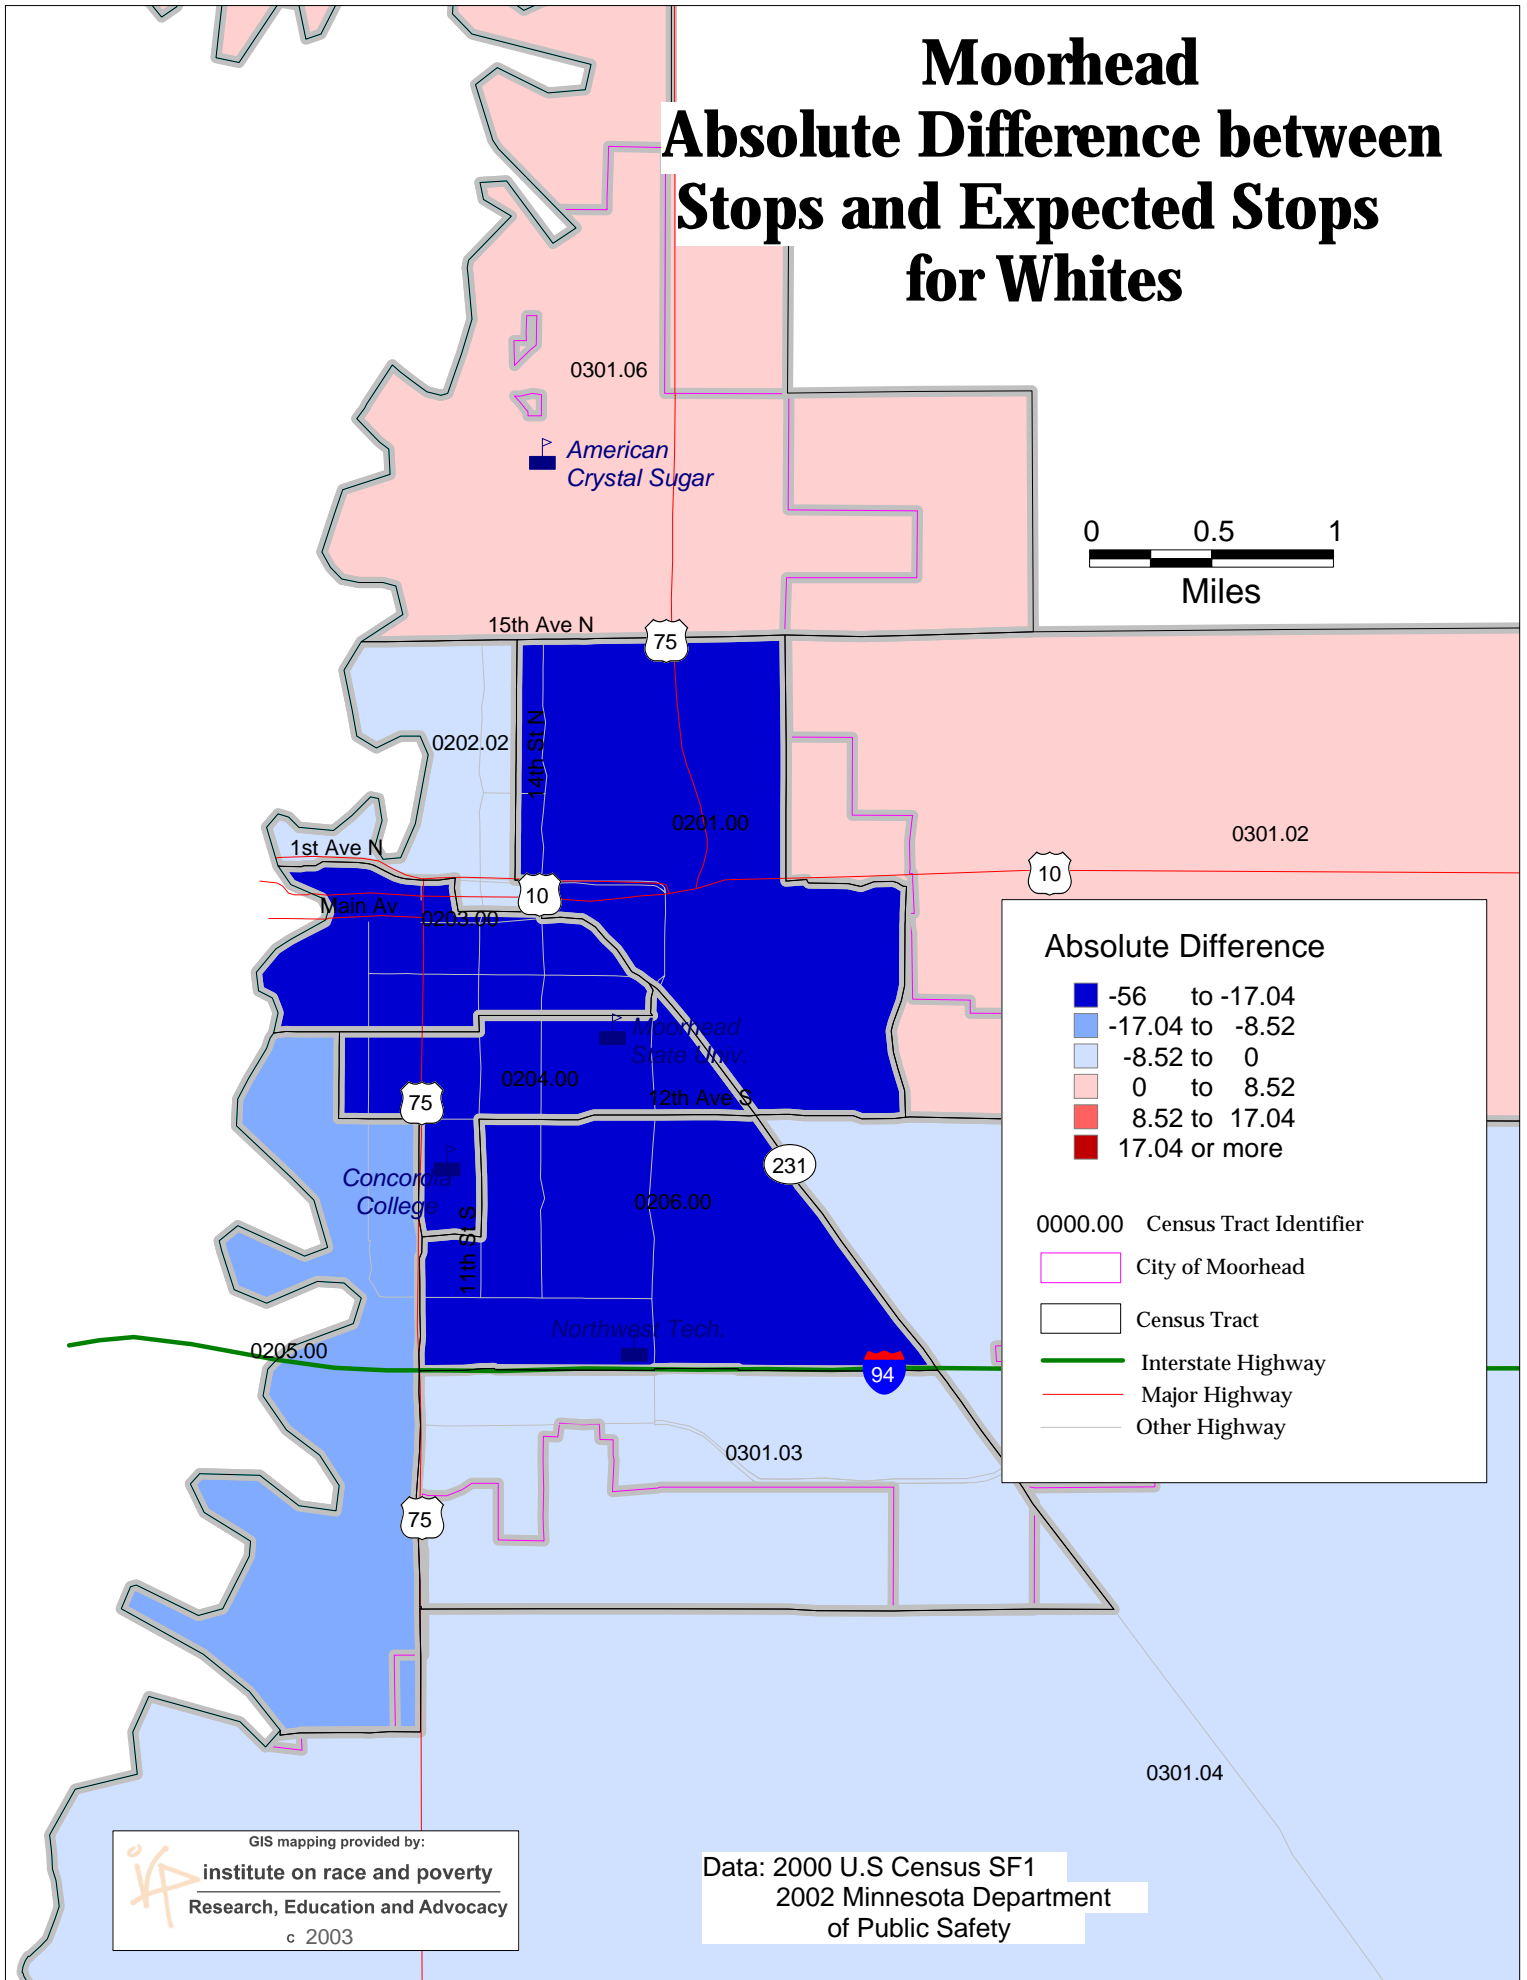 Moorhead
Absolute Difference between
Stops and Expected Stops
for Whites
0301.06
American
Crystal Sugar
0 0.5 1
Miles
15th Ave N
75
0202.02
14th St N
0201.00
0301.02
1st Ave N
10
10
Main Av
0203.00
Absolute Difference
-56 to -17.04
-17.04 to -8.52
-8.52 to 0
0 to 8.52
8.52 to 17.04
17.04 or more
Moorhead
State Univ.
0204.00
75
12th Ave S
231
Concordia
College
0206.00
11th St S
0000.00 Census Tract Identifier
City of Moorhead
Census Tract
Interstate Highway
Major Highway
Other Highway
Northwest Tech.
0205.00
94
0301.03
75
0301.04
GIS mapping provided by:
institute on race and poverty
Research, Education and Advocacy
c 2003
Data: 2000 U.S Census SF1
2002 Minnesota Department
of Public Safety